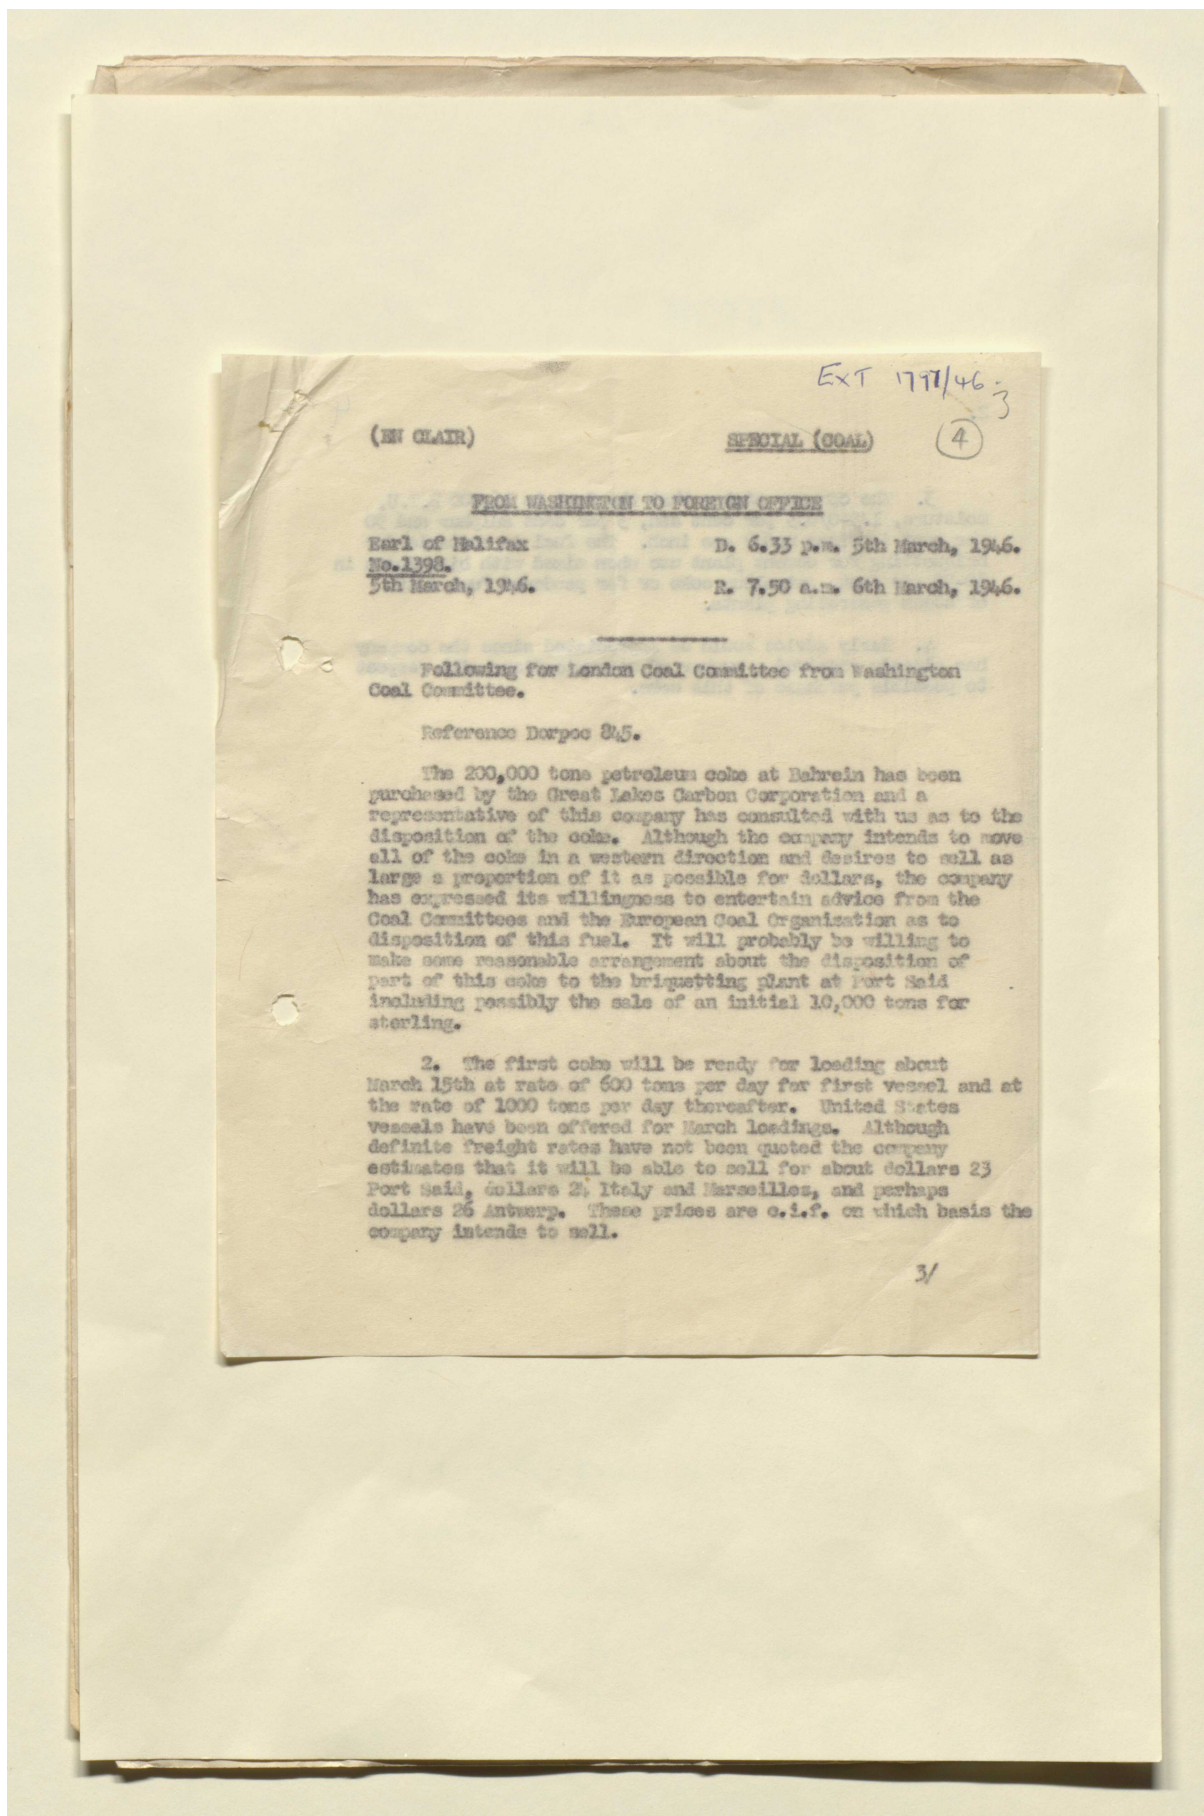 EXT 1797/46.
3
4
(EN CLAIR) SPECIAL (COAL)
FROM WASHINGTON TO FOREIGN OFFICE
Earl of Halifax D. 6.33 p.m. 5th March, 1946.
No.1398.
5th March, 1946. R. 7.50 a.m. 6th March, 1946.
Following for London Coal Committee from Washington
Coal Committee.
Reference Dorpoc 845.
The 200,000 tons petroleum coke at Bahrein has been
purchased by the Great Lakes Carbon Corporation and a
representative of this company has consulted with us as to the
disposition of the coke. Although the company intends to move
all of the coke in a western direction and desires to sell as
large a proportion of it as possible for dollars, the company
has expressed its willingness to entertain advice from the
Coal Committees and the European Coal Organisation as to
disposition of this fuel. It will probably be willing to
make some reasonable arrangement about the disposition of
part of this coke to the briquetting plant at Port Said
including possibly the sale of an initial 10,000 tons for
sterling.
2. The first coke will be ready for loading about
March 15th at rate of 600 tons per day for first vessel and at
the rate of 1000 tons per day thereafter. United States
vessels have been offered for March loadings. Although
definite freight rates have not been quoted the company
estimates that it will be able to sell for about dollars 23
Port Said, dollars 24 Italy and Marseilles, and perhaps
dollars 26 Antwerp. These prices are c.i.f. on which basis the
company intends to sell.
3/